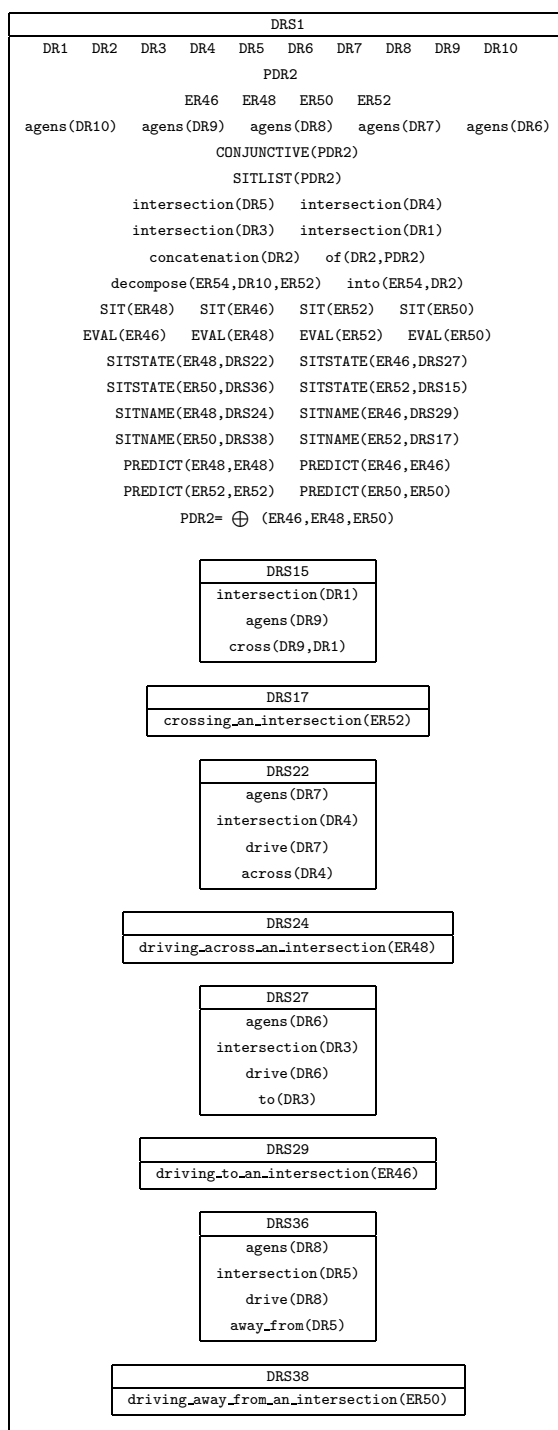 DRS1
DR1 DR2 DR3 DR4 DR5 DR6 DR7 DR8 DR9 DR10
PDR2
ER46 ER48 ER50 ER52
agens(DR10) agens(DR9) agens(DR8) agens(DR7) agens(DR6)
CONJUNCTIVE(PDR2)
SITLIST(PDR2)
intersection(DR5) intersection(DR4)
intersection(DR3) intersection(DR1)
concatenation(DR2) of(DR2,PDR2)
decompose(ER54,DR10,ER52) into(ER54,DR2)
SIT(ER48) SIT(ER46) SIT(ER52) SIT(ER50)
EVAL(ER46) EVAL(ER48) EVAL(ER52) EVAL(ER50)
SITSTATE(ER48,DRS22) SITSTATE(ER46,DRS27)
SITSTATE(ER50,DRS36) SITSTATE(ER52,DRS15)
SITNAME(ER48,DRS24) SITNAME(ER46,DRS29)
SITNAME(ER50,DRS38) SITNAME(ER52,DRS17)
PREDICT(ER48,ER48) PREDICT(ER46,ER46)
PREDICT(ER52,ER52) PREDICT(ER50,ER50)
PDR2= ⊕ (ER46,ER48,ER50)
DRS15
intersection(DR1)
agens(DR9)
cross(DR9,DR1)
DRS17
crossing_an_intersection(ER52)
DRS22
agens(DR7)
intersection(DR4)
drive(DR7)
across(DR4)
DRS24
driving_across_an_intersection(ER48)
DRS27
agens(DR6)
intersection(DR3)
drive(DR6)
to(DR3)
DRS29
driving_to_an_intersection(ER46)
DRS36
agens(DR8)
intersection(DR5)
drive(DR8)
away_from(DR5)
DRS38
driving_away_from_an_intersection(ER50)